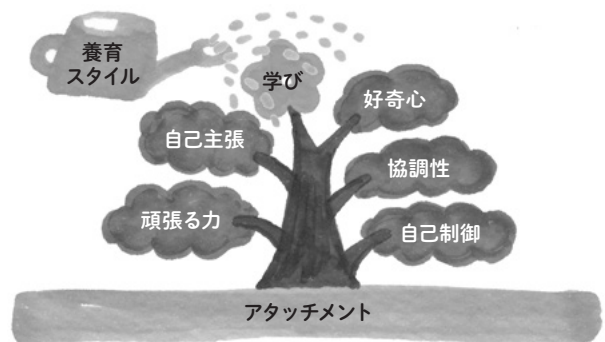 養育
スタイル
学び
好奇心
自己主張
協調性
頑張る力
自己制御
アタッチメント